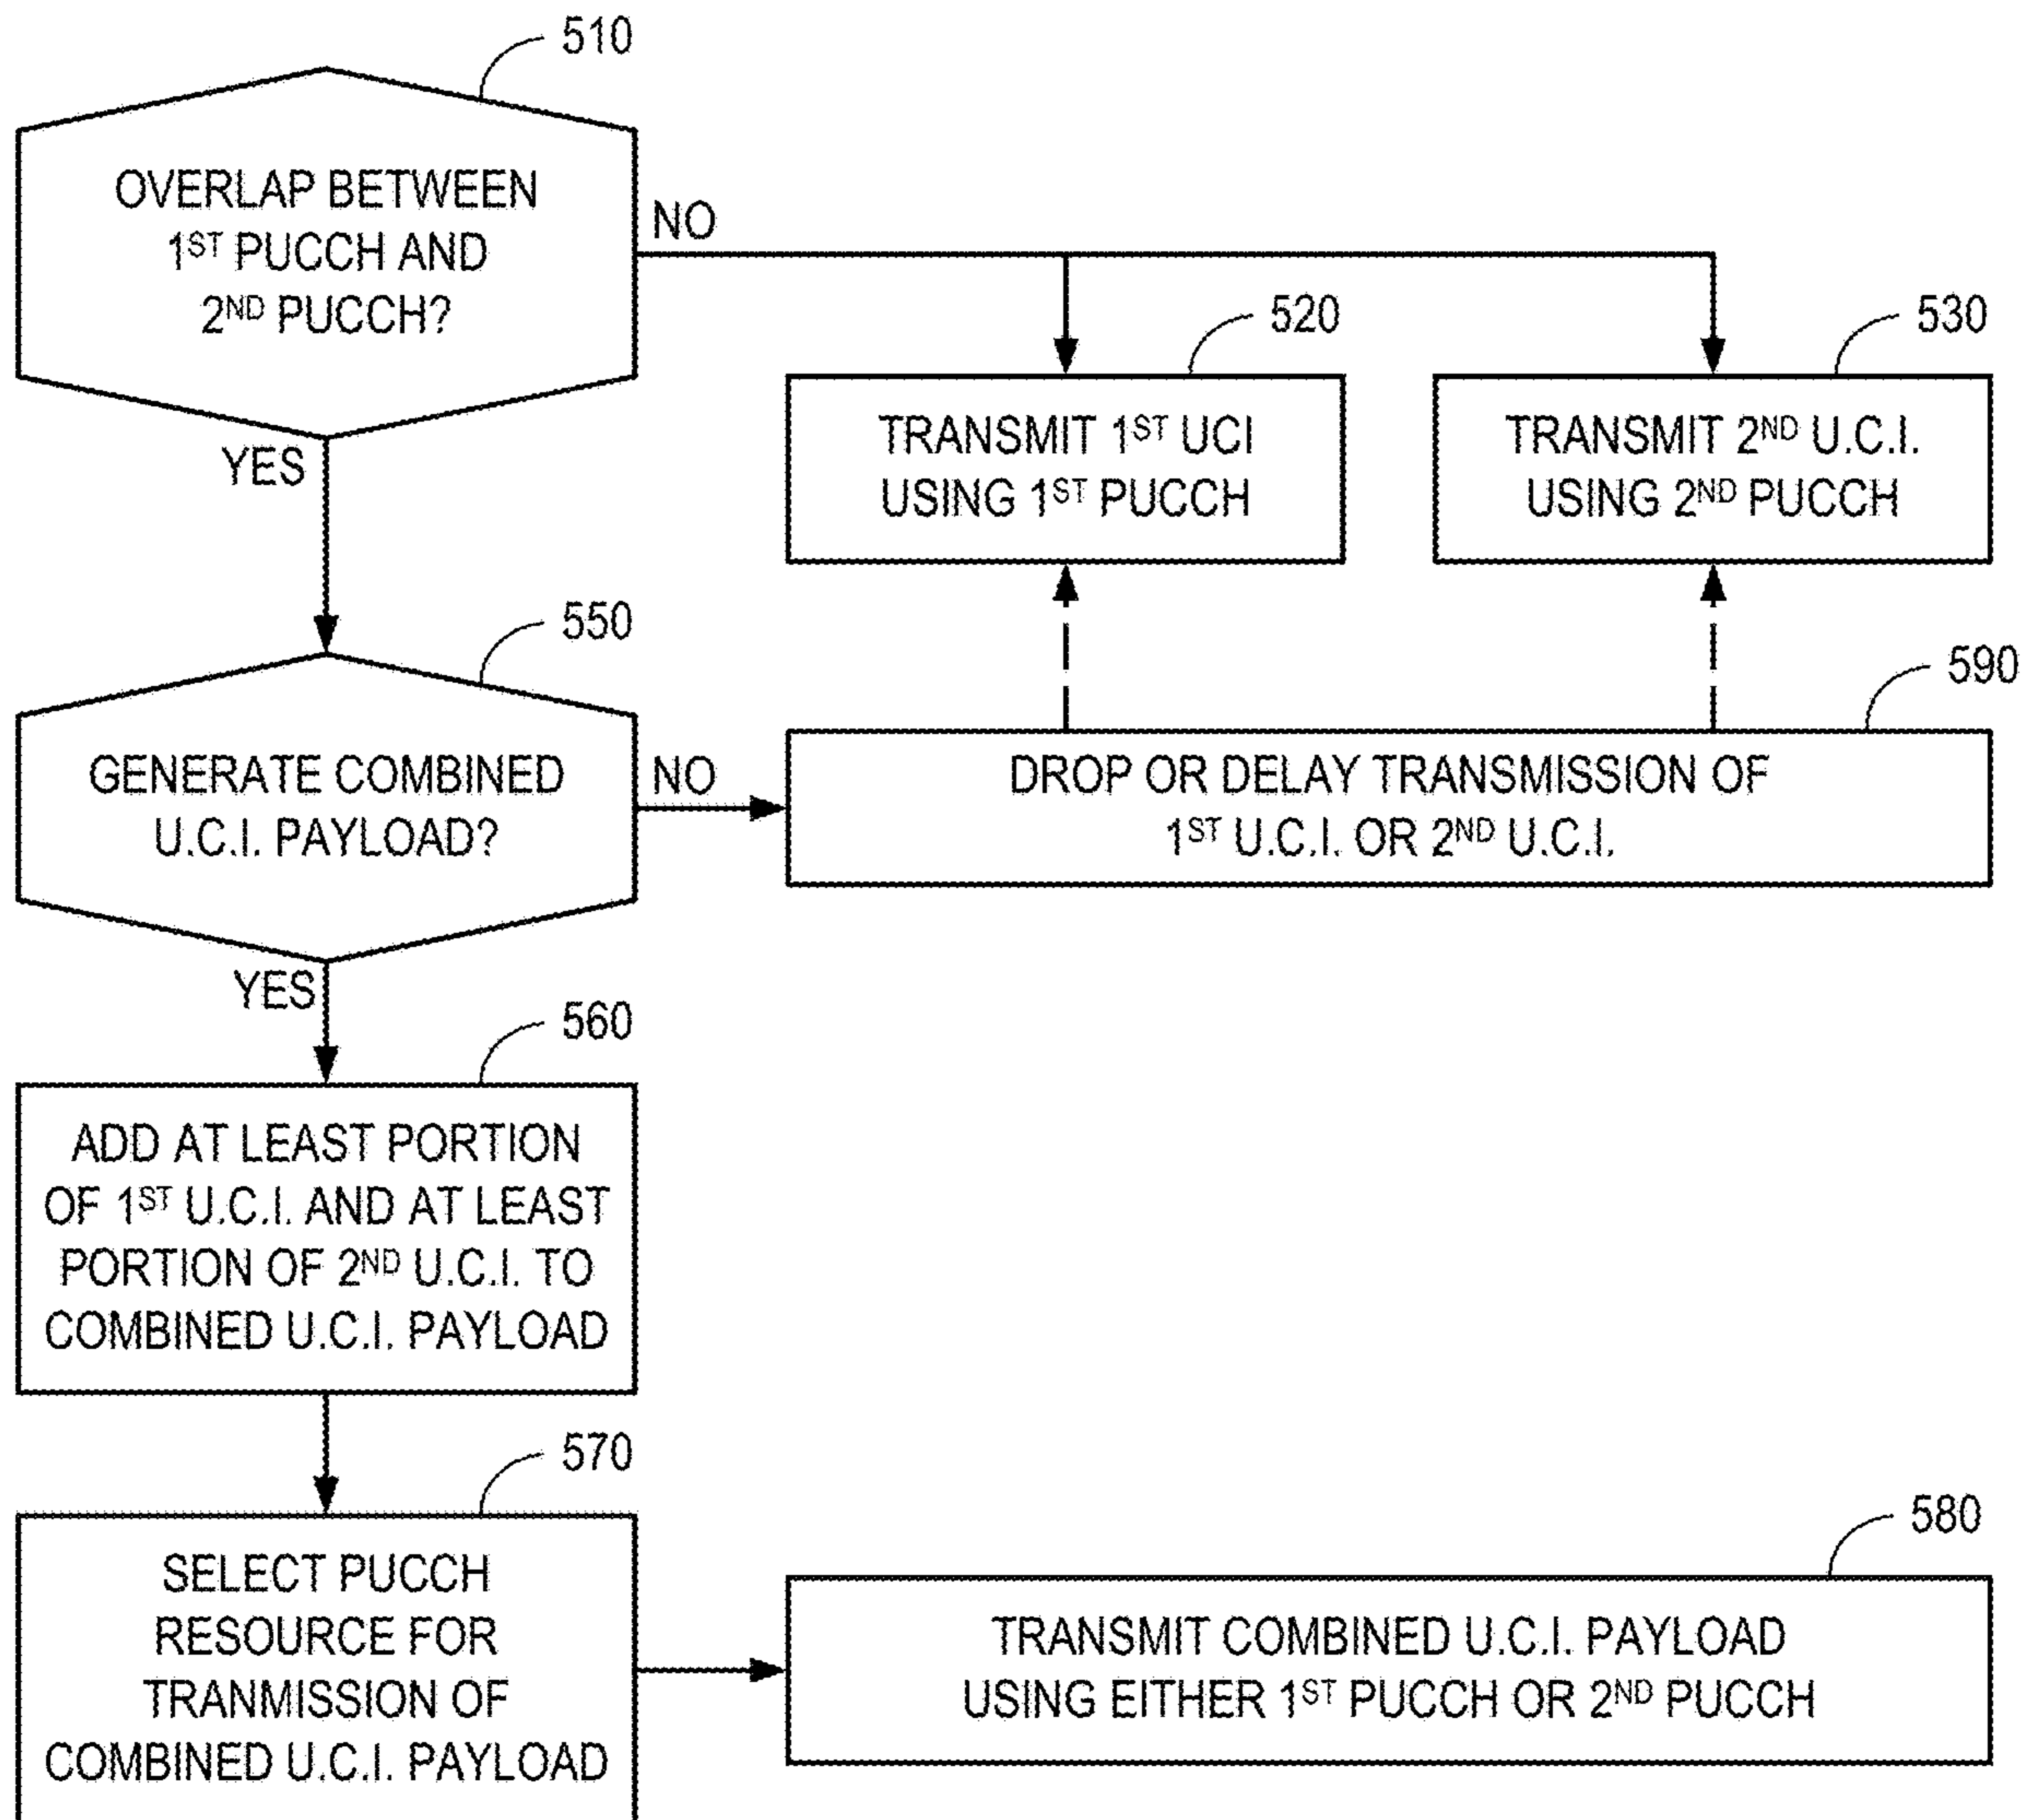 510
OVERLAP BETWEEN
1ST PUCCH AND
2ND PUCCH?
NO
YES
520
TRANSMIT 1ST UCI
USING 1ST PUCCH
530
TRANSMIT 2ND U.C.I.
USING 2ND PUCCH
550
GENERATE COMBINED
U.C.I. PAYLOAD?
NO
YES
590
DROP OR DELAY TRANSMISSION OF
1ST U.C.I. OR 2ND U.C.I.
560
ADD AT LEAST PORTION
OF 1ST U.C.I. AND AT LEAST
PORTION OF 2ND U.C.I. TO
COMBINED U.C.I. PAYLOAD
570
SELECT PUCCH
RESOURCE FOR
TRANMISSION OF
COMBINED U.C.I. PAYLOAD
580
TRANSMIT COMBINED U.C.I. PAYLOAD
USING EITHER 1ST PUCCH OR 2ND PUCCH